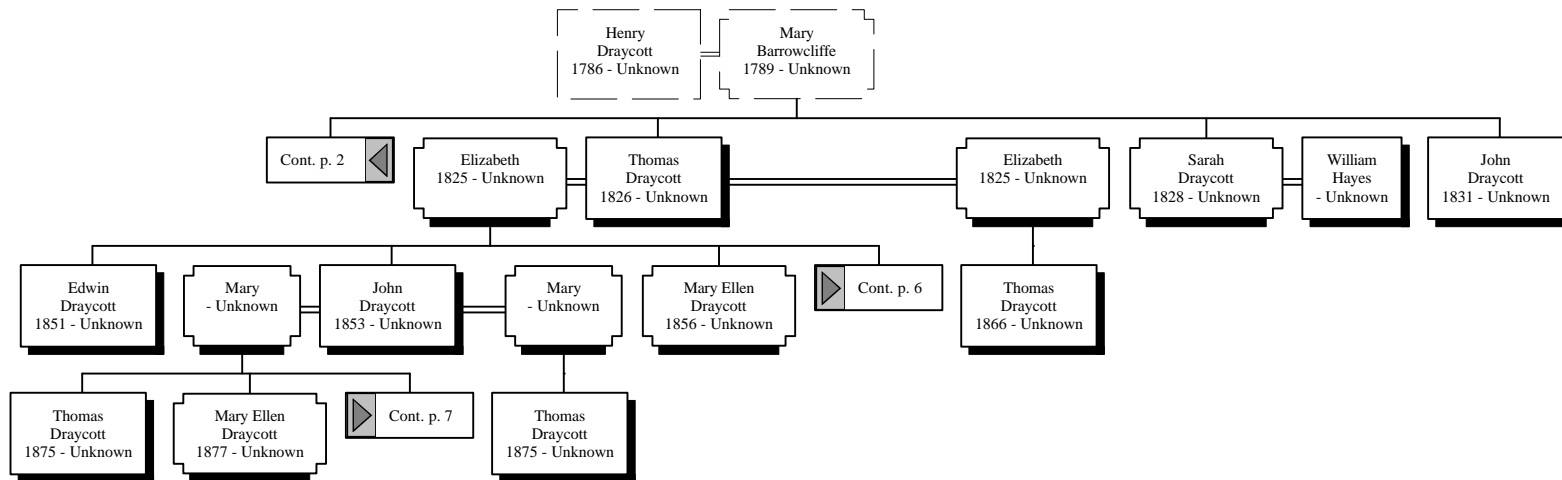 Henry
Draycott
1786 - Unknown
Mary
Barrowcliffe
1789 - Unknown
Cont. p. 2
Elizabeth
1825 - Unknown
Thomas
Draycott
1826 - Unknown
Elizabeth
1825 - Unknown
Sarah
Draycott
1828 - Unknown
William
Hayes
- Unknown
John
Draycott
1831 - Unknown
Edwin
Draycott
1851 - Unknown
Mary
- Unknown
John
Draycott
1853 - Unknown
Mary
- Unknown
Mary Ellen
Draycott
1856 - Unknown
Cont. p. 6
Thomas
Draycott
1866 - Unknown
Thomas
Draycott
1875 - Unknown
Mary Ellen
Draycott
1877 - Unknown
Cont. p. 7
Thomas
Draycott
1875 - Unknown